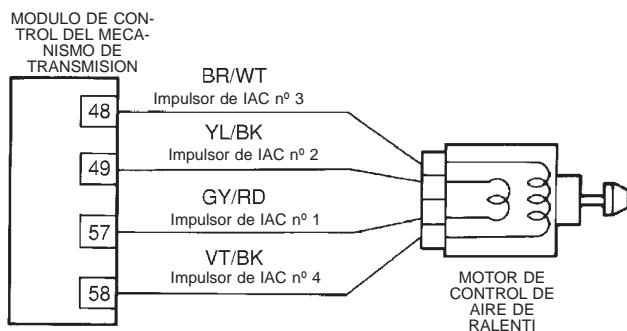 MODULO DE CON-
TROL DEL MECA-
NISMO DE
TRANSMISION
BR/WT
48
Impulsor de IAC nº 3
YL/BK
49
Impulsor de IAC nº 2
GY/RD
57
Impulsor de IAC nº 1
VT/BK
58
Impulsor de IAC nº 4
MOTOR DE
CONTROL DE
AIRE DE
RALENTI